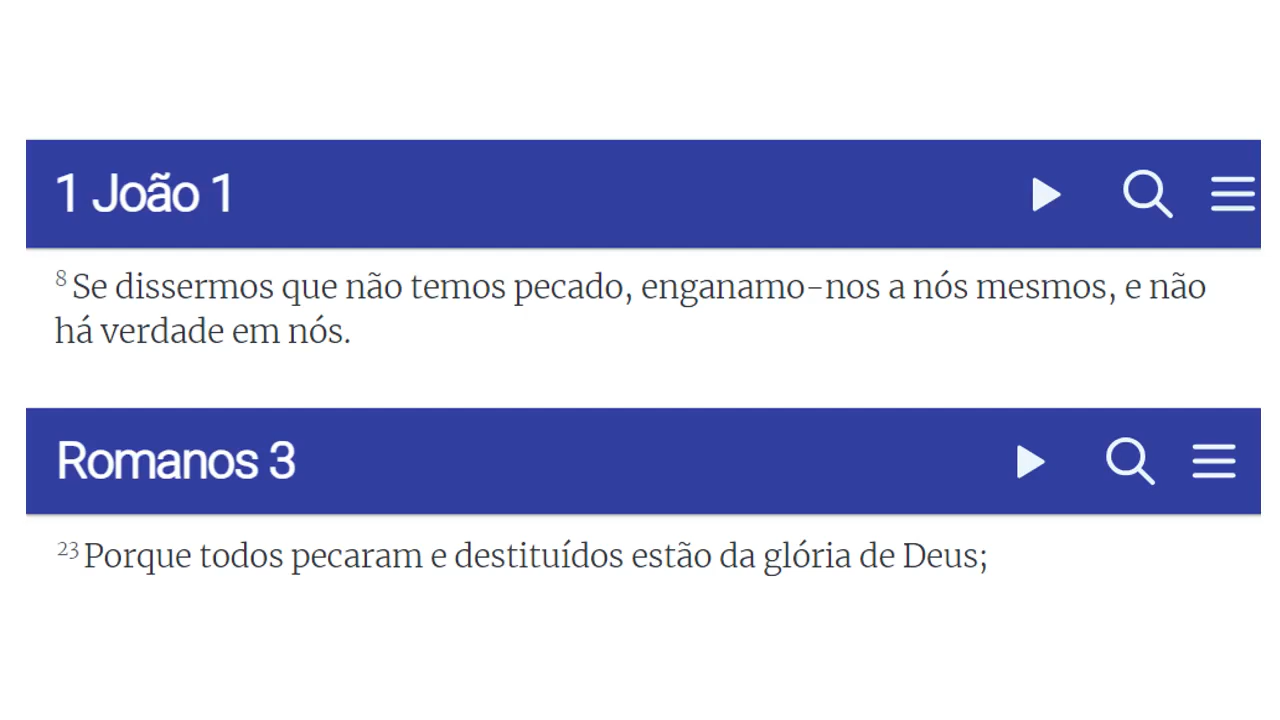 1 João 1
8 Se dissermos que não temos pecado, enganamo-nos a nós mesmos, e não
há verdade em nós.
Romanos 3
23 Porque todos pecaram e destituídos estão da glória de Deus;